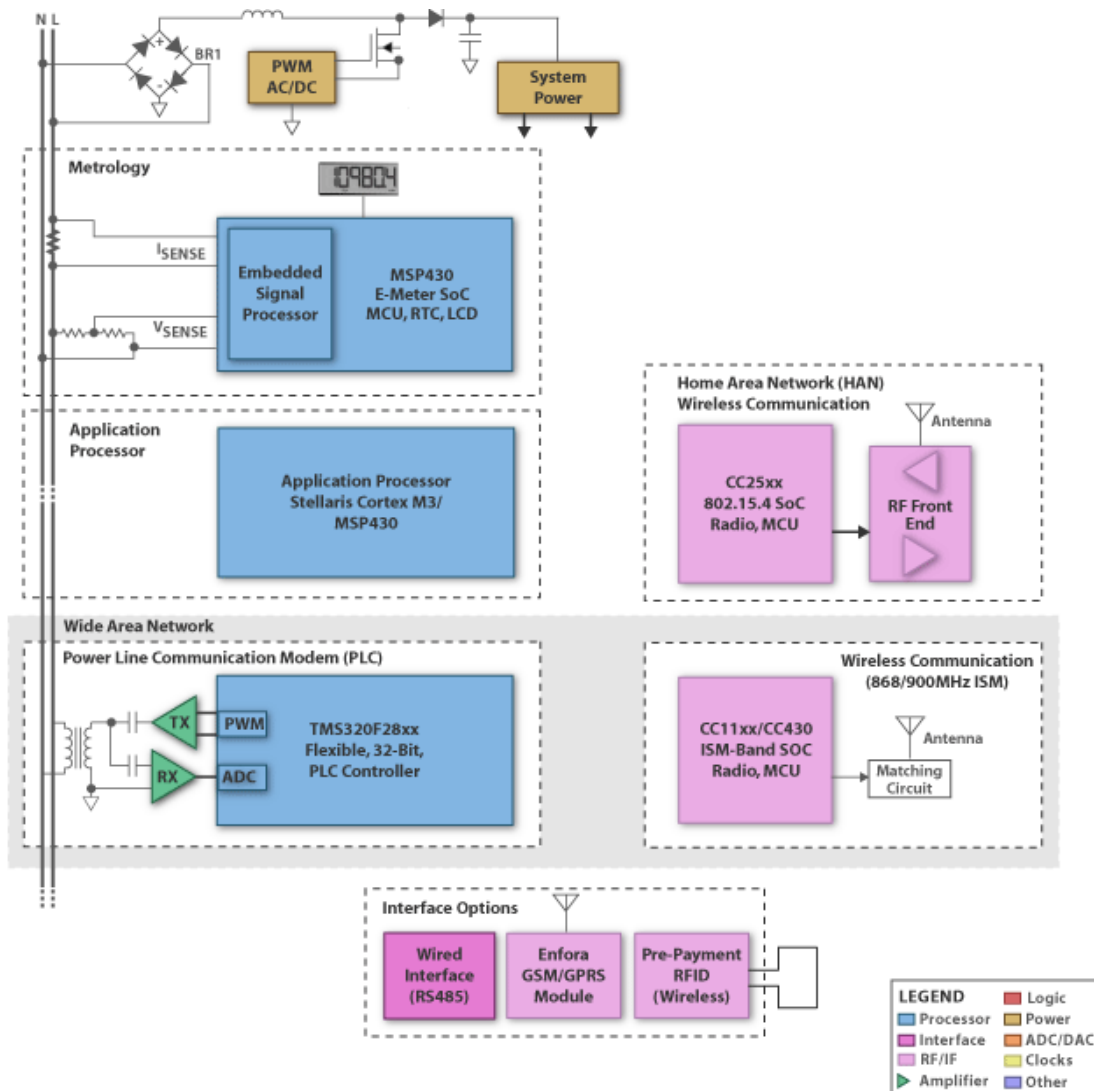 N L
BR1
+
-
PWM
AC/DC
System
Power
Metrology
109804
ISENSE
VSENSE
Embedded
Signal
Processor
MSP430
E-Meter SoC
MCU, RTC, LCD
Home Area Network (HAN)
Wireless Communication
Antenna
CC25xx
802.15.4 SoC
Radio, MCU
RF Front
End
Application
Processor
Application Processor
Stellaris Cortex M3/
MSP430
Wide Area Network
Power Line Communication Modem (PLC)
TX
PWM
RX
ADC
TMS320F28xx
Flexible, 32-Bit,
PLC Controller
Wireless Communication
(868/900MHz ISM)
CC11xx/CC430
ISM-Band SOC
Radio, MCU
Antenna
Matching
Circuit
Interface Options
Wired
Interface
(RS485)
Enfora
GSM/GPRS
Module
Pre-Payment
RFID
(Wireless)
LEGEND
Processor
Interface
RF/IF
Amplifier
Logic
Power
ADC/DAC
Clocks
Other